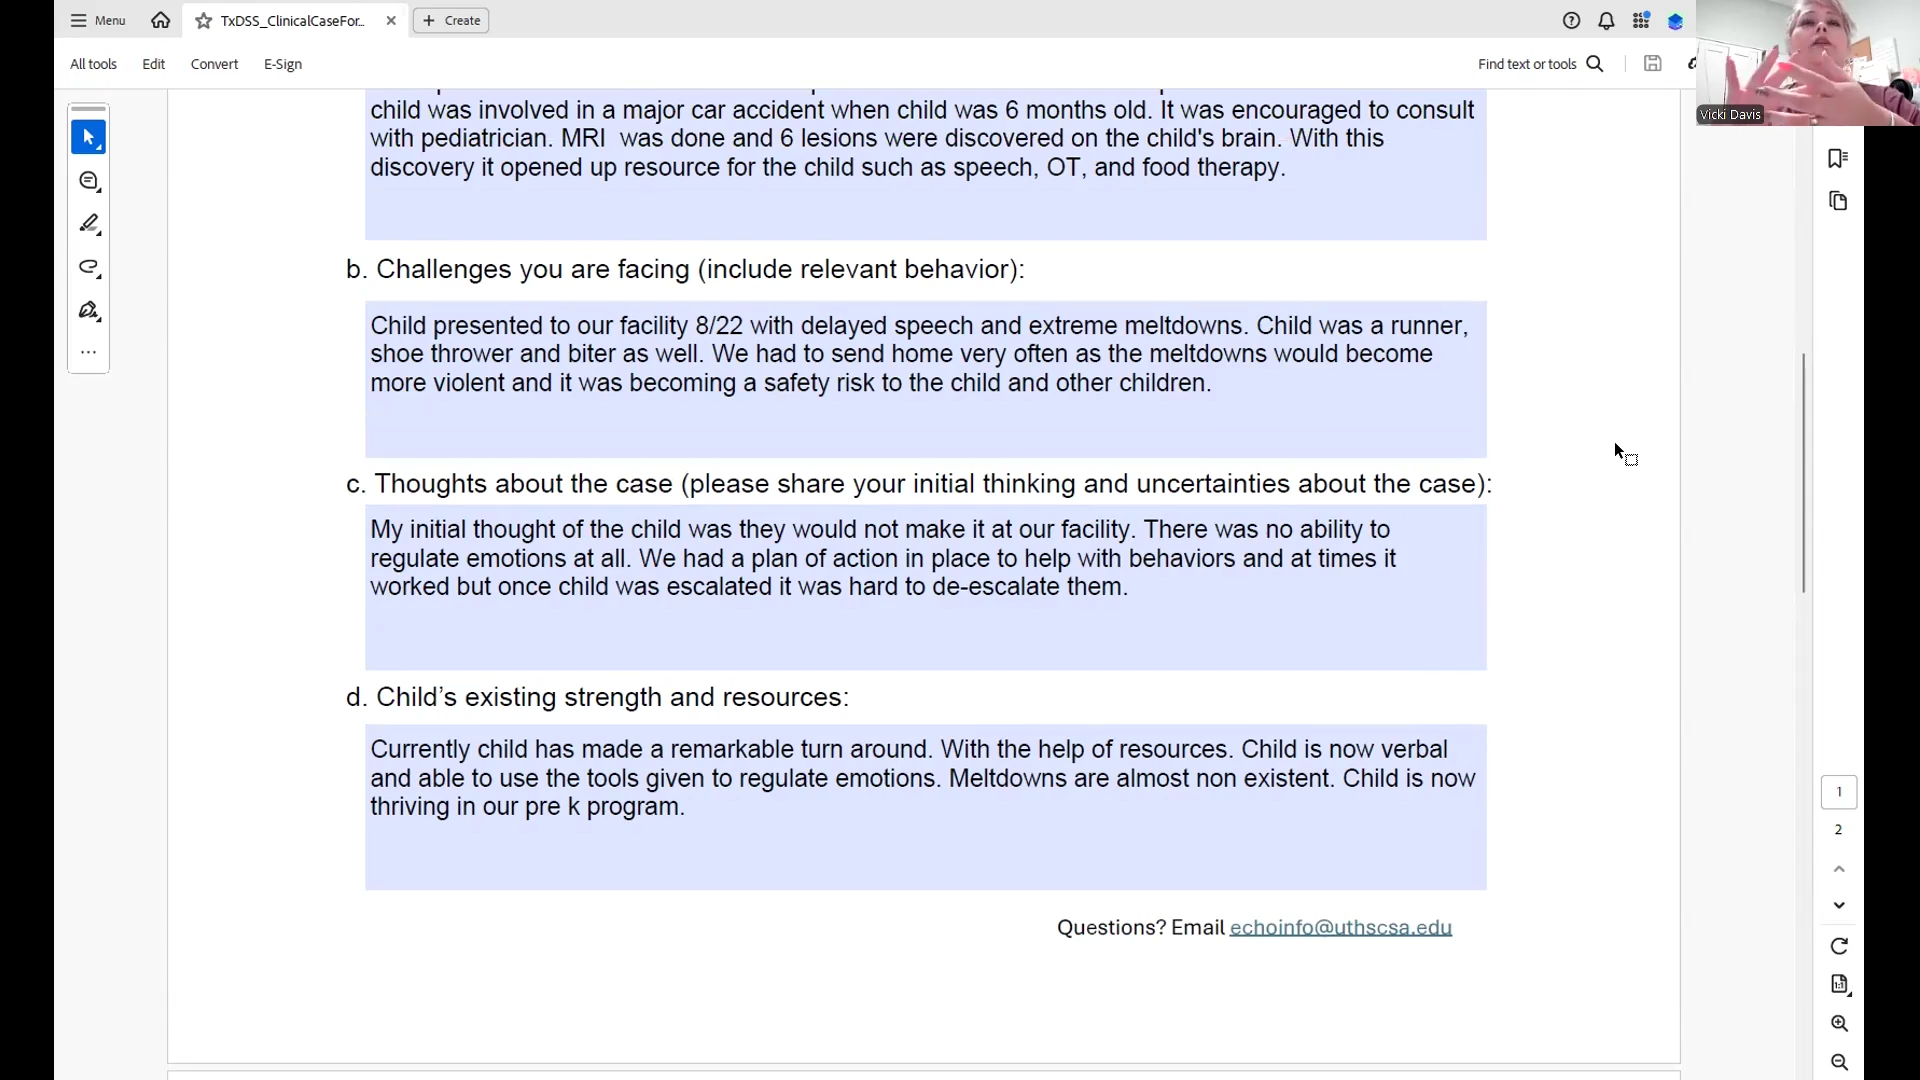 Menu
TxDSS_ClinicalCaseFor...
Create
All tools
Edit
Convert
E-Sign
Find text or tools
Vicki Davis
child was involved in a major car accident when child was 6 months old. It was encouraged to consult
with pediatrician. MRI  was done and 6 lesions were discovered on the child's brain. With this
discovery it opened up resource for the child such as speech, OT, and food therapy.
b. Challenges you are facing (include relevant behavior):
Child presented to our facility 8/22 with delayed speech and extreme meltdowns. Child was a runner,
shoe thrower and biter as well. We had to send home very often as the meltdowns would become
more violent and it was becoming a safety risk to the child and other children.
c. Thoughts about the case (please share your initial thinking and uncertainties about the case):
My initial thought of the child was they would not make it at our facility. There was no ability to
regulate emotions at all. We had a plan of action in place to help with behaviors and at times it
worked but once child was escalated it was hard to de-escalate them.
d. Child’s existing strength and resources:
Currently child has made a remarkable turn around. With the help of resources. Child is now verbal
and able to use the tools given to regulate emotions. Meltdowns are almost non existent. Child is now
thriving in our pre k program.
Questions? Email echoinfo@uthscsa.edu
1
2